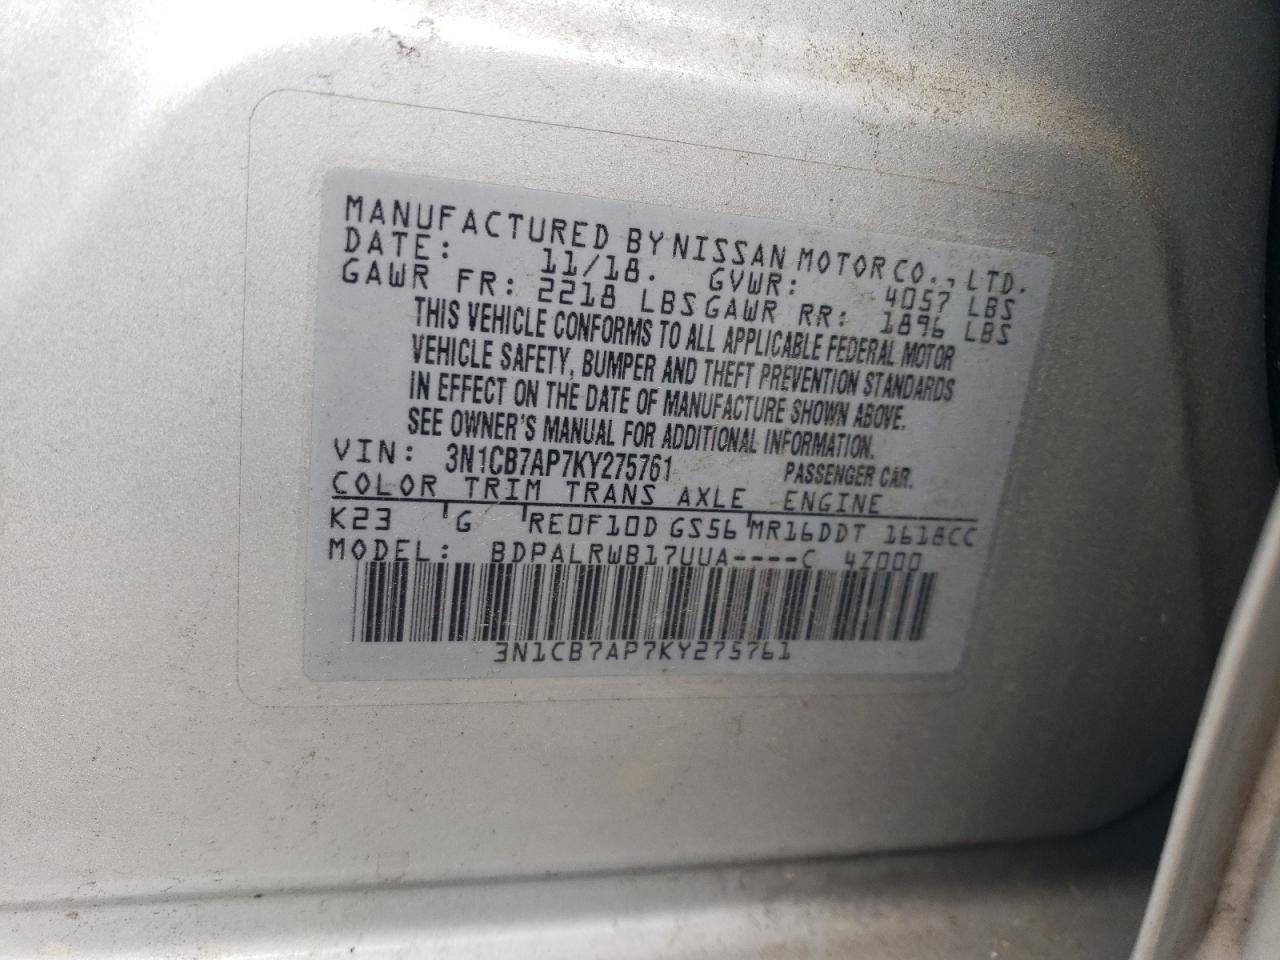 MANUFACTURED BY NISSAN MOTOR CO., LTD.
DATE: 11/18. GVWR: 4057 LBS
GAWR FR: 2218 LBS GAWR RR: 1896 LBS
THIS VEHICLE CONFORMS TO ALL APPLICABLE FEDERAL MOTOR
VEHICLE SAFETY, BUMPER AND THEFT PREVENTION STANDARDS
IN EFFECT ON THE DATE OF MANUFACTURE SHOWN ABOVE.
SEE OWNER'S MANUAL FOR ADDITIONAL INFORMATION.
VIN: 3N1CB7AP7KY275761 PASSENGER CAR.
COLOR TRIM TRANS AXLE ENGINE
K23 G RE0F10D GS56 MR16DDT 1618CC
MODEL: BDPALRWB17UUA----C 47000
3N1CB7AP7KY275761